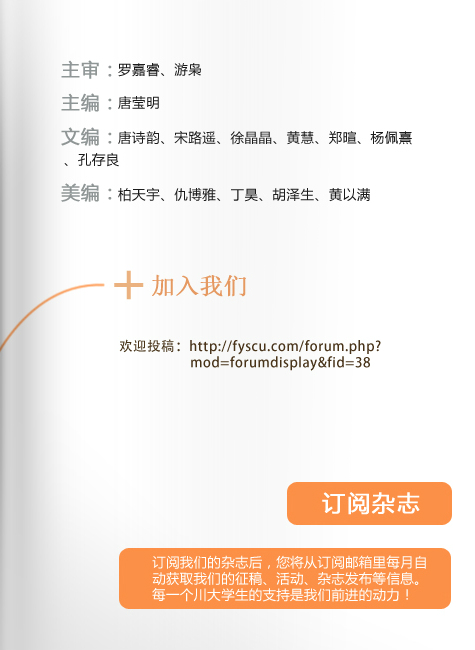 主审：罗嘉睿、游枭
主编：唐莹明
文编：唐诗韵、宋路遥、徐晶晶、黄慧、郑暄、杨佩熹
、孔存良
美编：柏天宇、仇博雅、丁昊、胡泽生、黄以满
加入我们
欢迎投稿：http://fyscu.com/forum.php?
mod=forumdisplay&fid=38
订阅杂志
订阅我们的杂志后，您将从订阅邮箱里每月自
动获取我们的征稿、活动、杂志发布等信息。
每一个川大学生的支持是我们前进的动力！